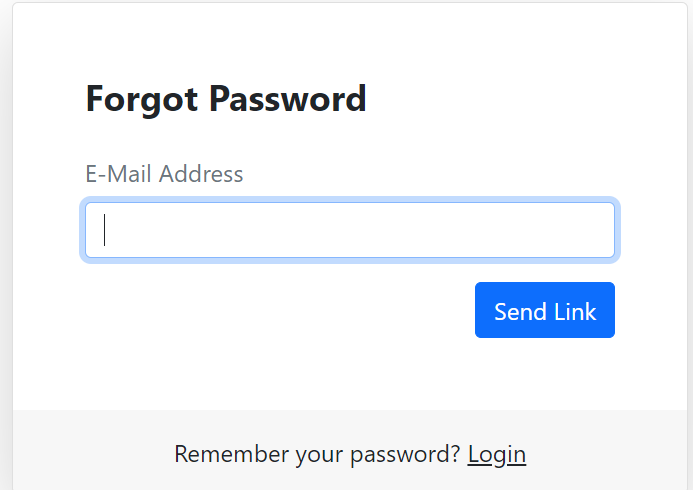 Forgot Password
E-Mail Address
Send Link
Remember your password? Login